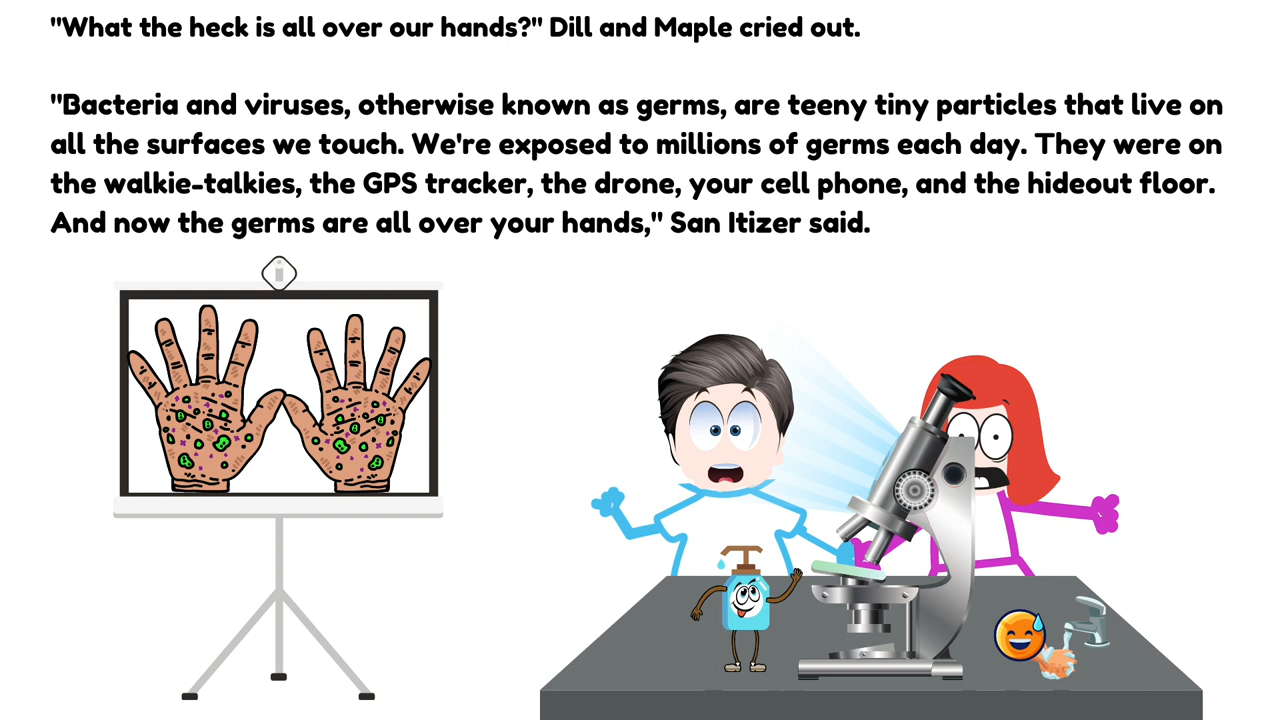 "What the heck is all over our hands?" Dill and Maple cried out.
"Bacteria and viruses, otherwise known as germs, are teeny tiny particles that live on
all the surfaces we touch. We're exposed to millions of germs each day. They were on
the walkie-talkies, the GPS tracker, the drone, your cell phone, and the hideout floor.
And now the germs are all over your hands," San Itizer said.